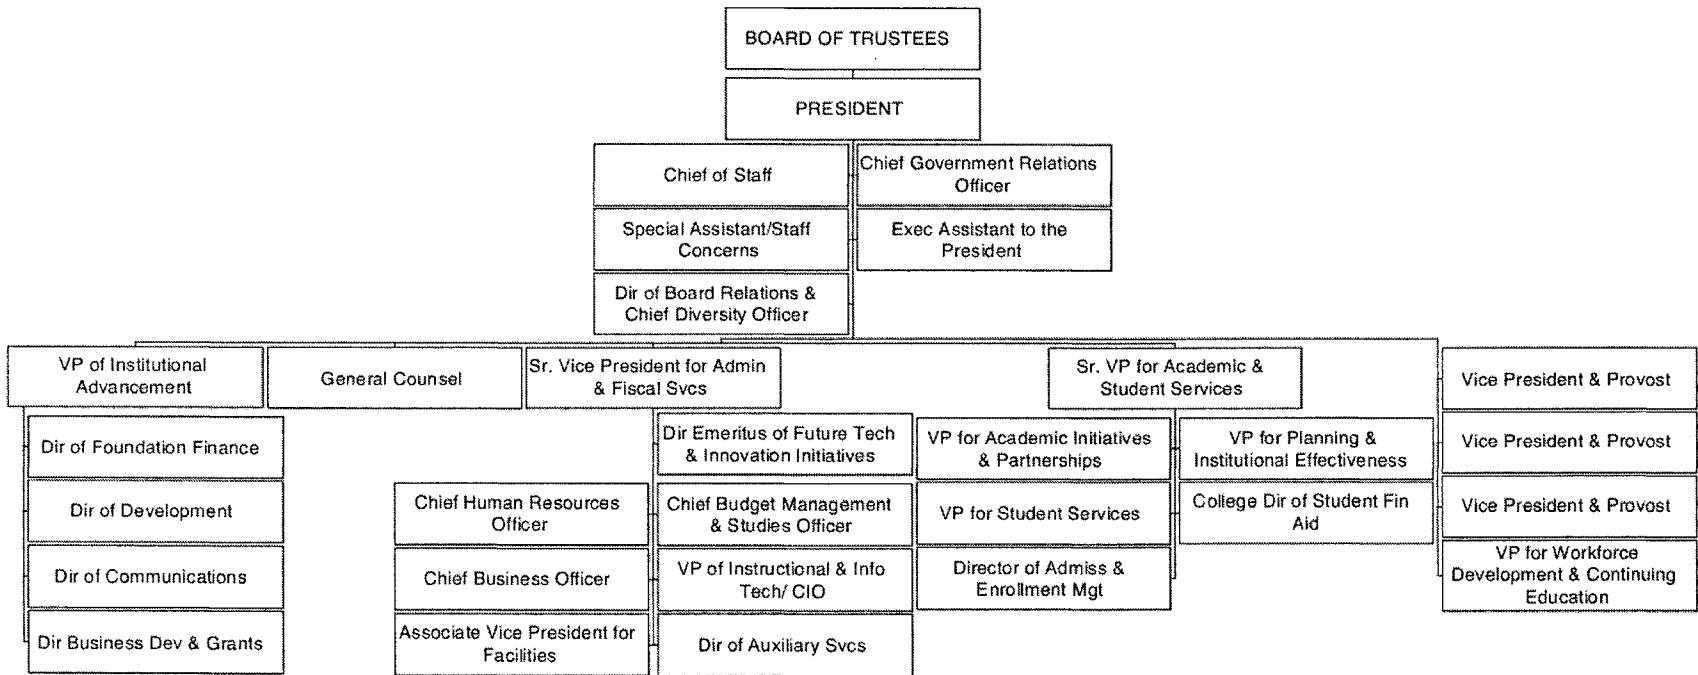 BOARD OF TRUSTEES
PRESIDENT
Chief of Staff
Chief Government Relations
Officer
Special Assistant/Staff
Concerns
Exec Assistant to the
President
Dir of Board Relations &
Chief Diversity Officer
VP of Institutional
Advancement
General Counsel
Sr. Vice President for Admin
& Fiscal Svcs
Sr. VP for Academic &
Student Services
Vice President & Provost
Dir of Foundation Finance
Dir Emeritus of Future Tech
& Innovation Initiatives
VP for Academic Initiatives
& Partnerships
VP for Planning &
Institutional Effectiveness
Vice President & Provost
Dir of Development
Chief Human Resources
Officer
Chief Budget Management
& Studies Officer
VP for Student Services
College Dir of Student Fin
Aid
Vice President & Provost
Dir of Communications
Chief Business Officer
VP of Instructional & Info
Tech/ CIO
Director of Admiss &
Enrollment Mgt
VP for Workforce
Development & Continuing
Education
Dir Business Dev & Grants
Associate Vice President for
Facilities
Dir of Auxiliary Svcs